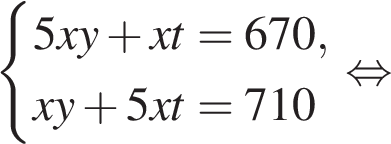 5xy + xt = 670,
xy + 5xt = 710 ⇔